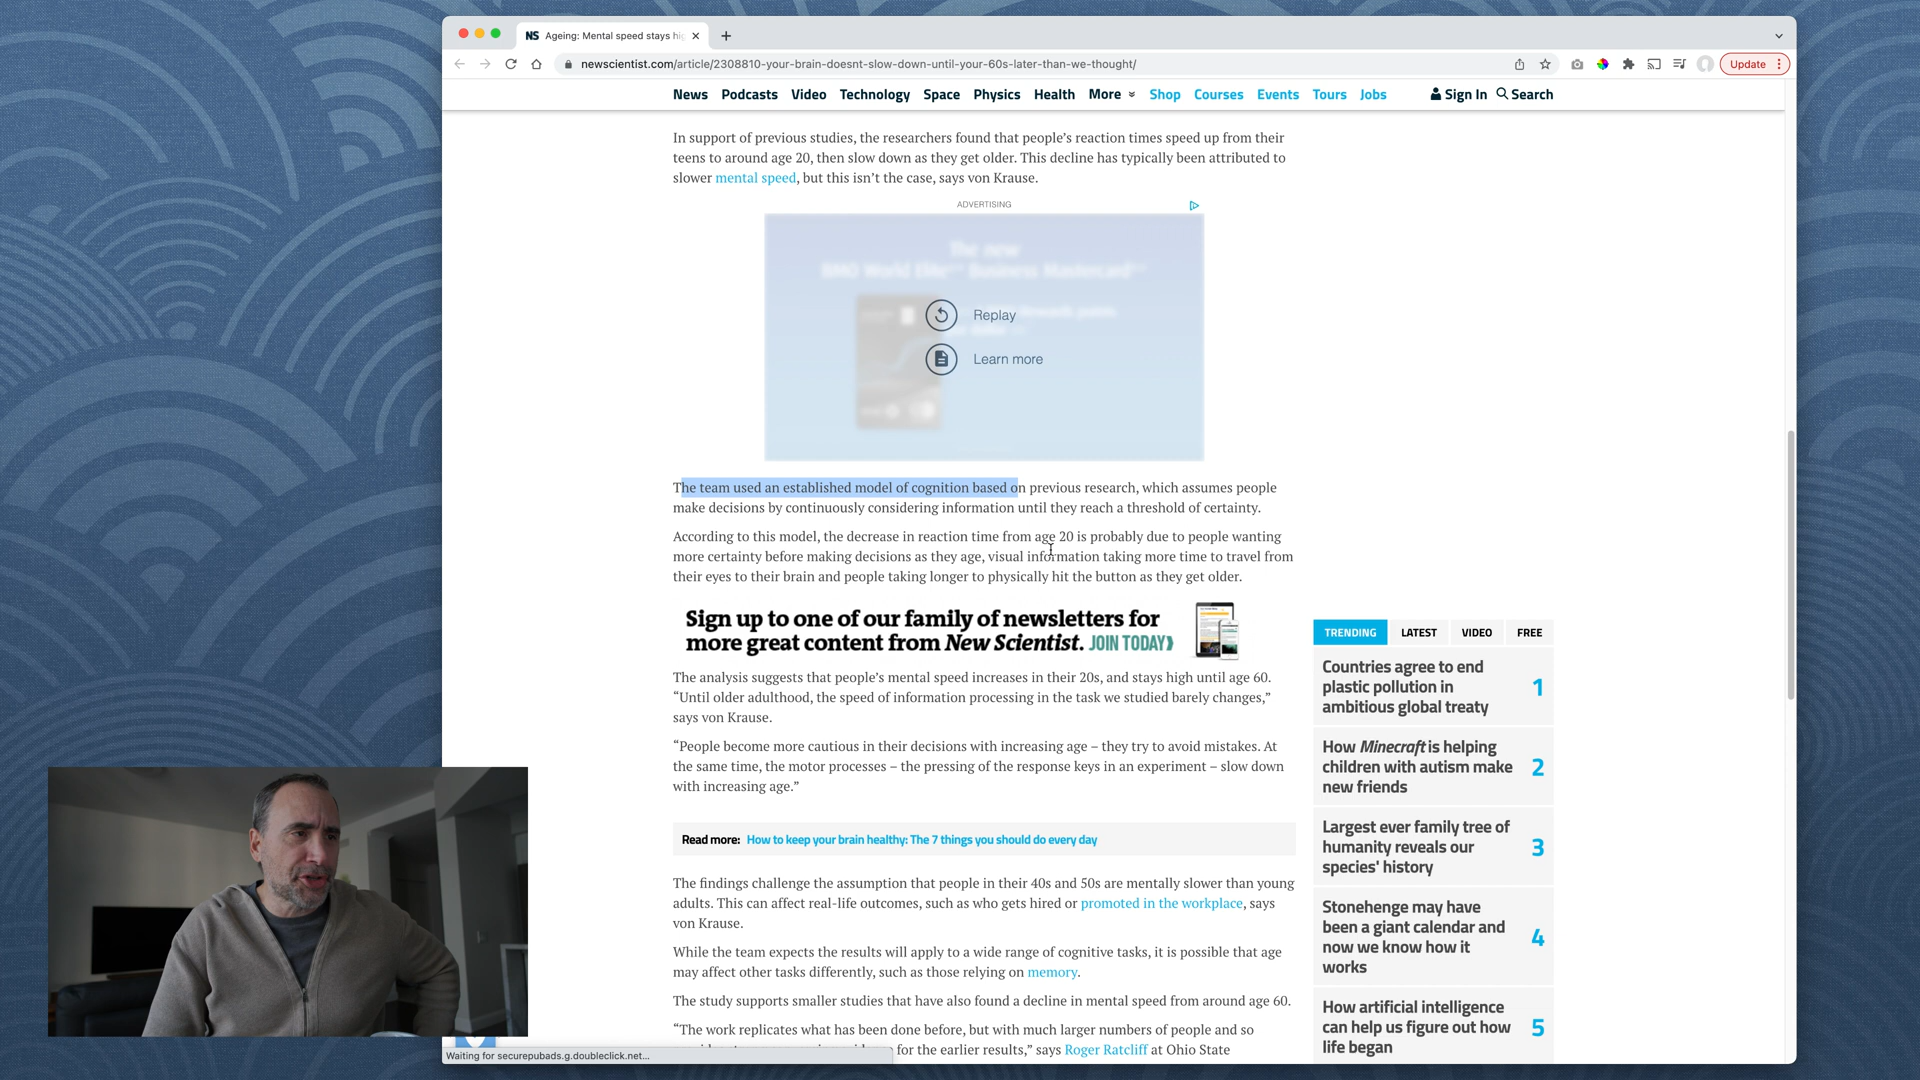 NS Ageing: Mental speed stays hig
newscientist.com/article/2308810-your-brain-doesnt-slow-down-until-your-60s-later-than-we-thought/
Update
News Podcasts Video Technology Space Physics Health More Shop Courses Events Tours Jobs Sign In Search
In support of previous studies, the researchers found that people’s reaction times speed up from their
teens to around age 20, then slow down as they get older. This decline has typically been attributed to
slower mental speed, but this isn’t the case, says von Krause.
ADVERTISING
The new
BMO World Elite Business Mastercard
Replay
Learn more
The team used an established model of cognition based on previous research, which assumes people
make decisions by continuously considering information until they reach a threshold of certainty.
According to this model, the decrease in reaction time from age 20 is probably due to people wanting
more certainty before making decisions as they age, visual information taking more time to travel from
their eyes to their brain and people taking longer to physically hit the button as they get older.
Sign up to one of our family of newsletters for
more great content from New Scientist. JOIN TODAY
The analysis suggests that people’s mental speed increases in their 20s, and stays high until age 60.
“Until older adulthood, the speed of information processing in the task we studied barely changes,”
says von Krause.
“People become more cautious in their decisions with increasing age – they try to avoid mistakes. At
the same time, the motor processes – the pressing of the response keys in an experiment – slow down
with increasing age.”
Read more: How to keep your brain healthy: The 7 things you should do every day
The findings challenge the assumption that people in their 40s and 50s are mentally slower than young
adults. This can affect real-life outcomes, such as who gets hired or promoted in the workplace, says
von Krause.
While the team expects the results will apply to a wide range of cognitive tasks, it is possible that age
may affect other tasks differently, such as those relying on memory.
The study supports smaller studies that have also found a decline in mental speed from around age 60.
“The work replicates what has been done before, but with much larger numbers of people and so
for the earlier results,” says Roger Ratcliff at Ohio State
TRENDING LATEST VIDEO FREE
Countries agree to end
plastic pollution in 1
ambitious global treaty
How Minecraft is helping
children with autism make 2
new friends
Largest ever family tree of
humanity reveals our 3
species' history
Stonehenge may have
been a giant calendar and 4
now we know how it
works
How artificial intelligence
can help us figure out how 5
life began
Waiting for securepubads.g.doubleclick.net...